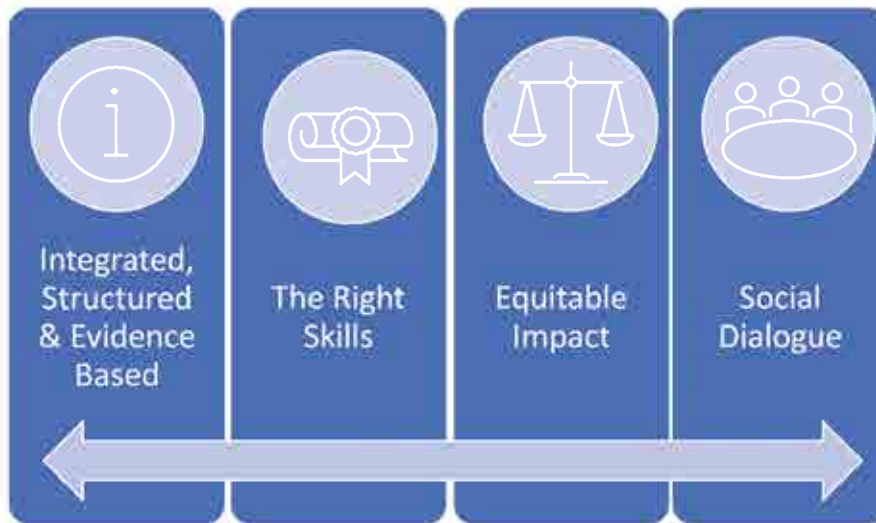 i
Integrated,
Structured
& Evidence
Based
The Right
Skills
Equitable
Impact
Social
Dialogue